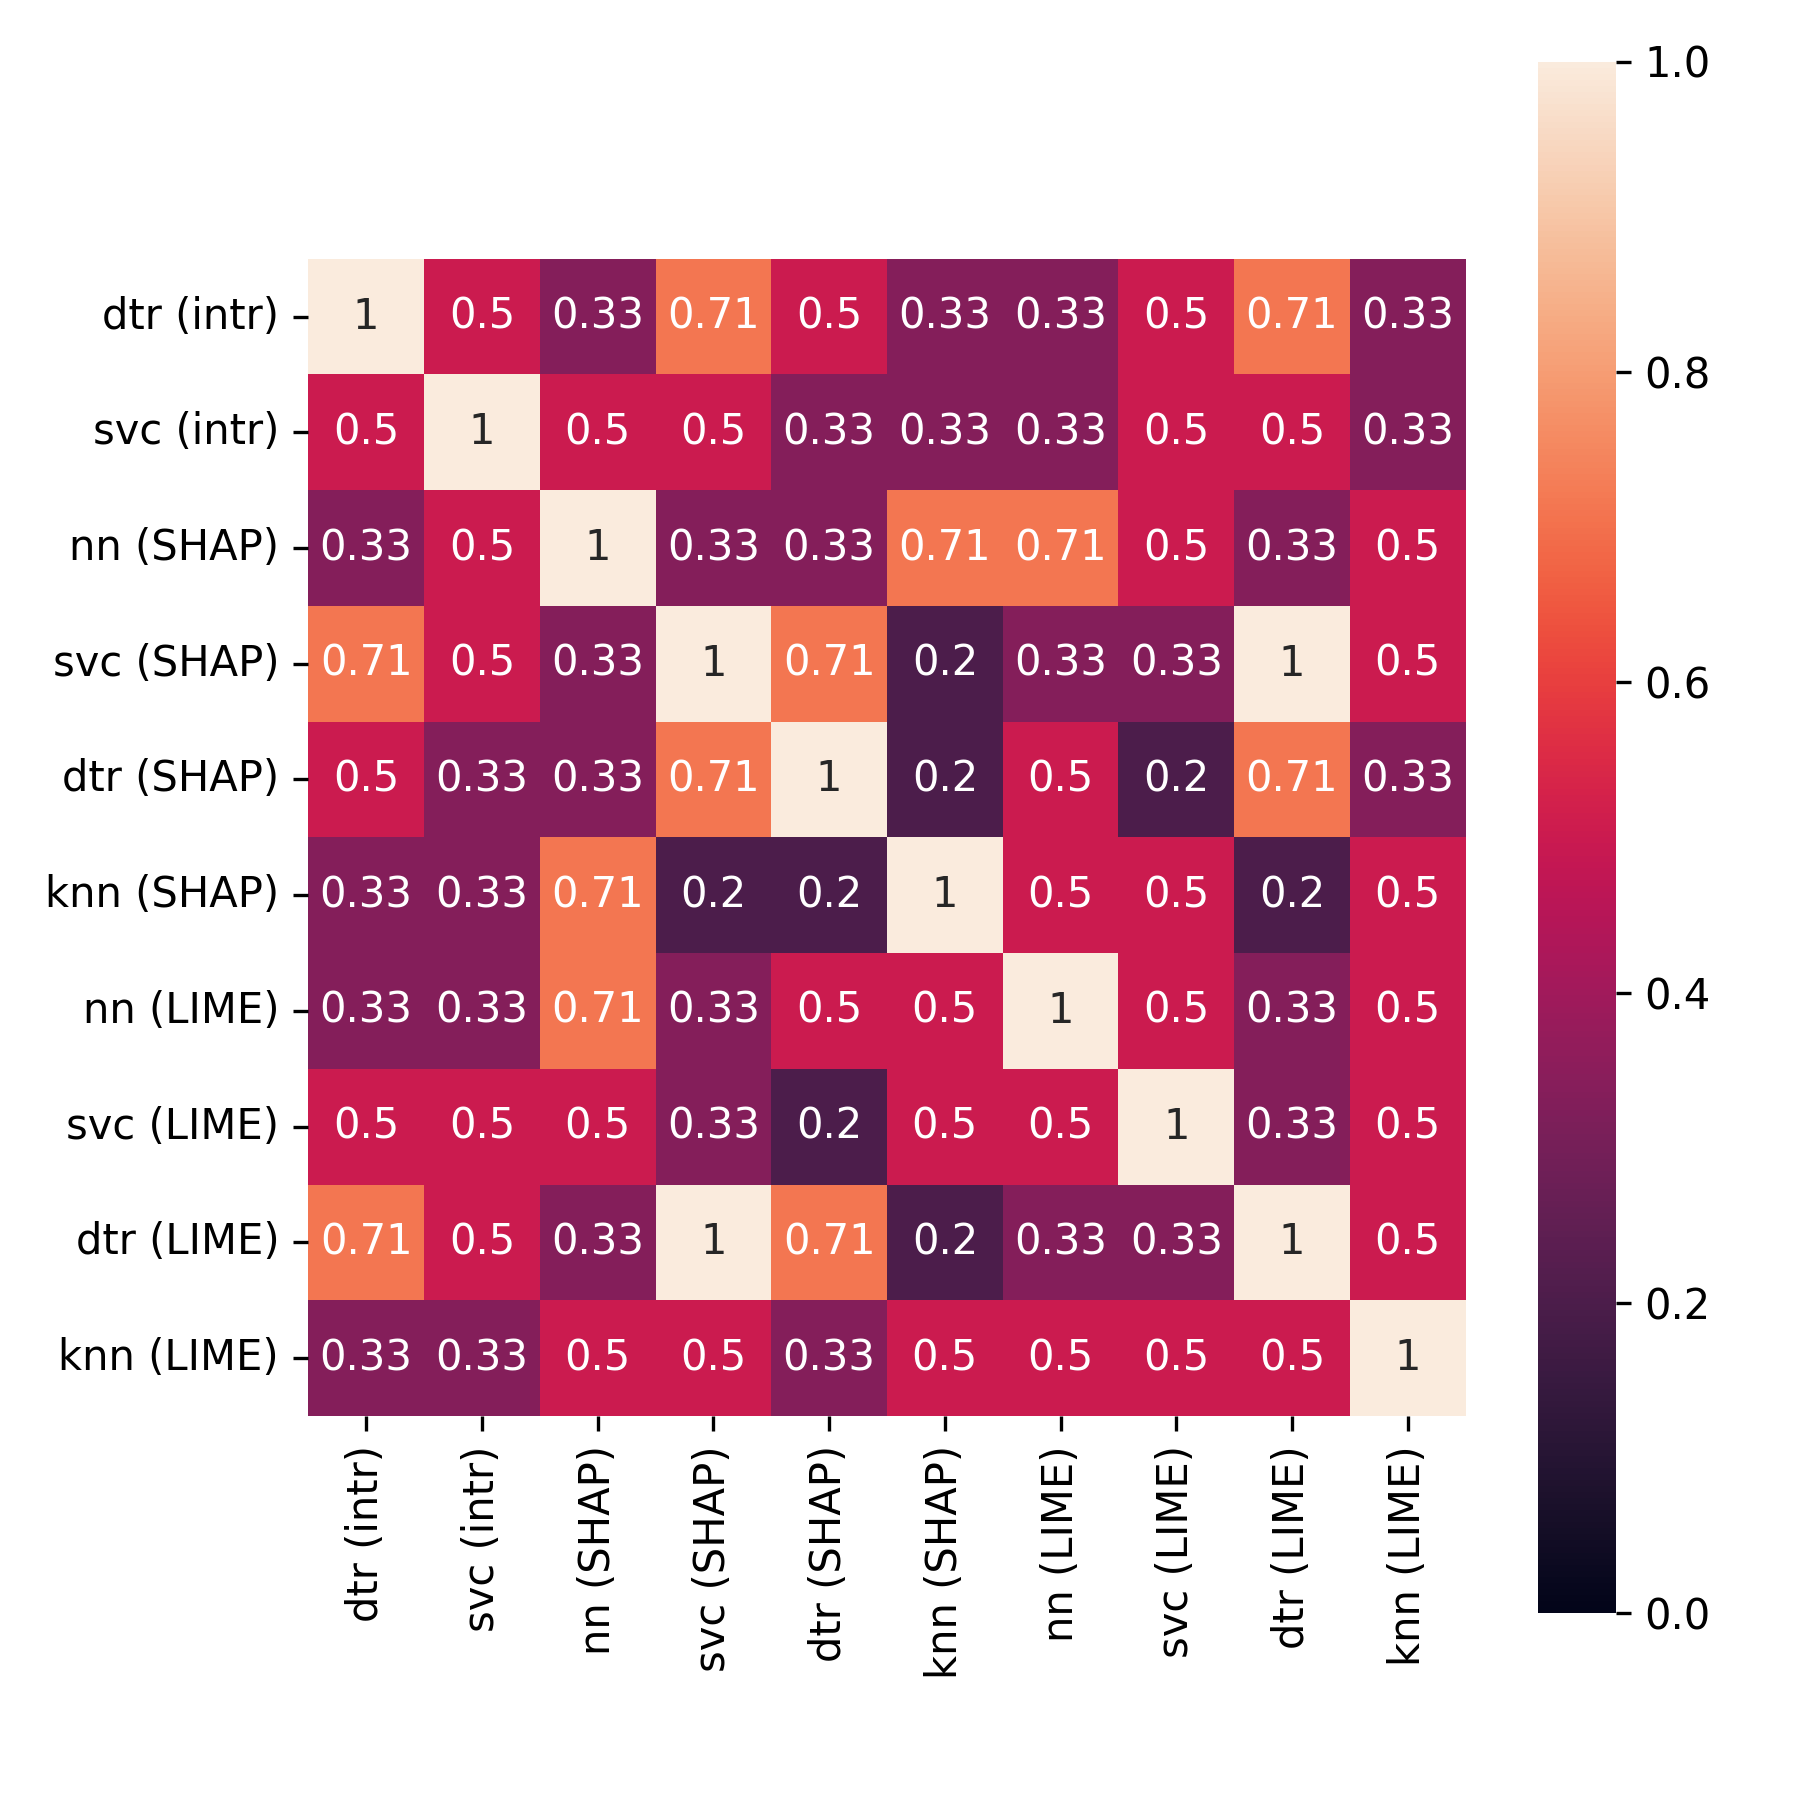 1.0
dtr (intr) 1 0.5 0.33 0.71 0.5 0.33 0.33 0.5 0.71 0.33
0.8
svc (intr) 0.5 1 0.5 0.5 0.33 0.33 0.33 0.5 0.5 0.33
nn (SHAP) 0.33 0.5 1 0.33 0.33 0.71 0.71 0.5 0.33 0.5
svc (SHAP) 0.71 0.5 0.33 1 0.71 0.2 0.33 0.33 1 0.5
0.6
dtr (SHAP) 0.5 0.33 0.33 0.71 1 0.2 0.5 0.2 0.71 0.33
knn (SHAP) 0.33 0.33 0.71 0.2 0.2 1 0.5 0.5 0.2 0.5
0.4
nn (LIME) 0.33 0.33 0.71 0.33 0.5 0.5 1 0.5 0.33 0.5
svc (LIME) 0.5 0.5 0.5 0.33 0.2 0.5 0.5 1 0.33 0.5
dtr (LIME) 0.71 0.5 0.33 1 0.71 0.2 0.33 0.33 1 0.5
0.2
knn (LIME) 0.33 0.33 0.5 0.5 0.33 0.5 0.5 0.5 0.5 1
0.0
dtr (intr)
svc (intr)
nn (SHAP)
svc (SHAP)
dtr (SHAP)
knn (SHAP)
nn (LIME)
svc (LIME)
dtr (LIME)
knn (LIME)